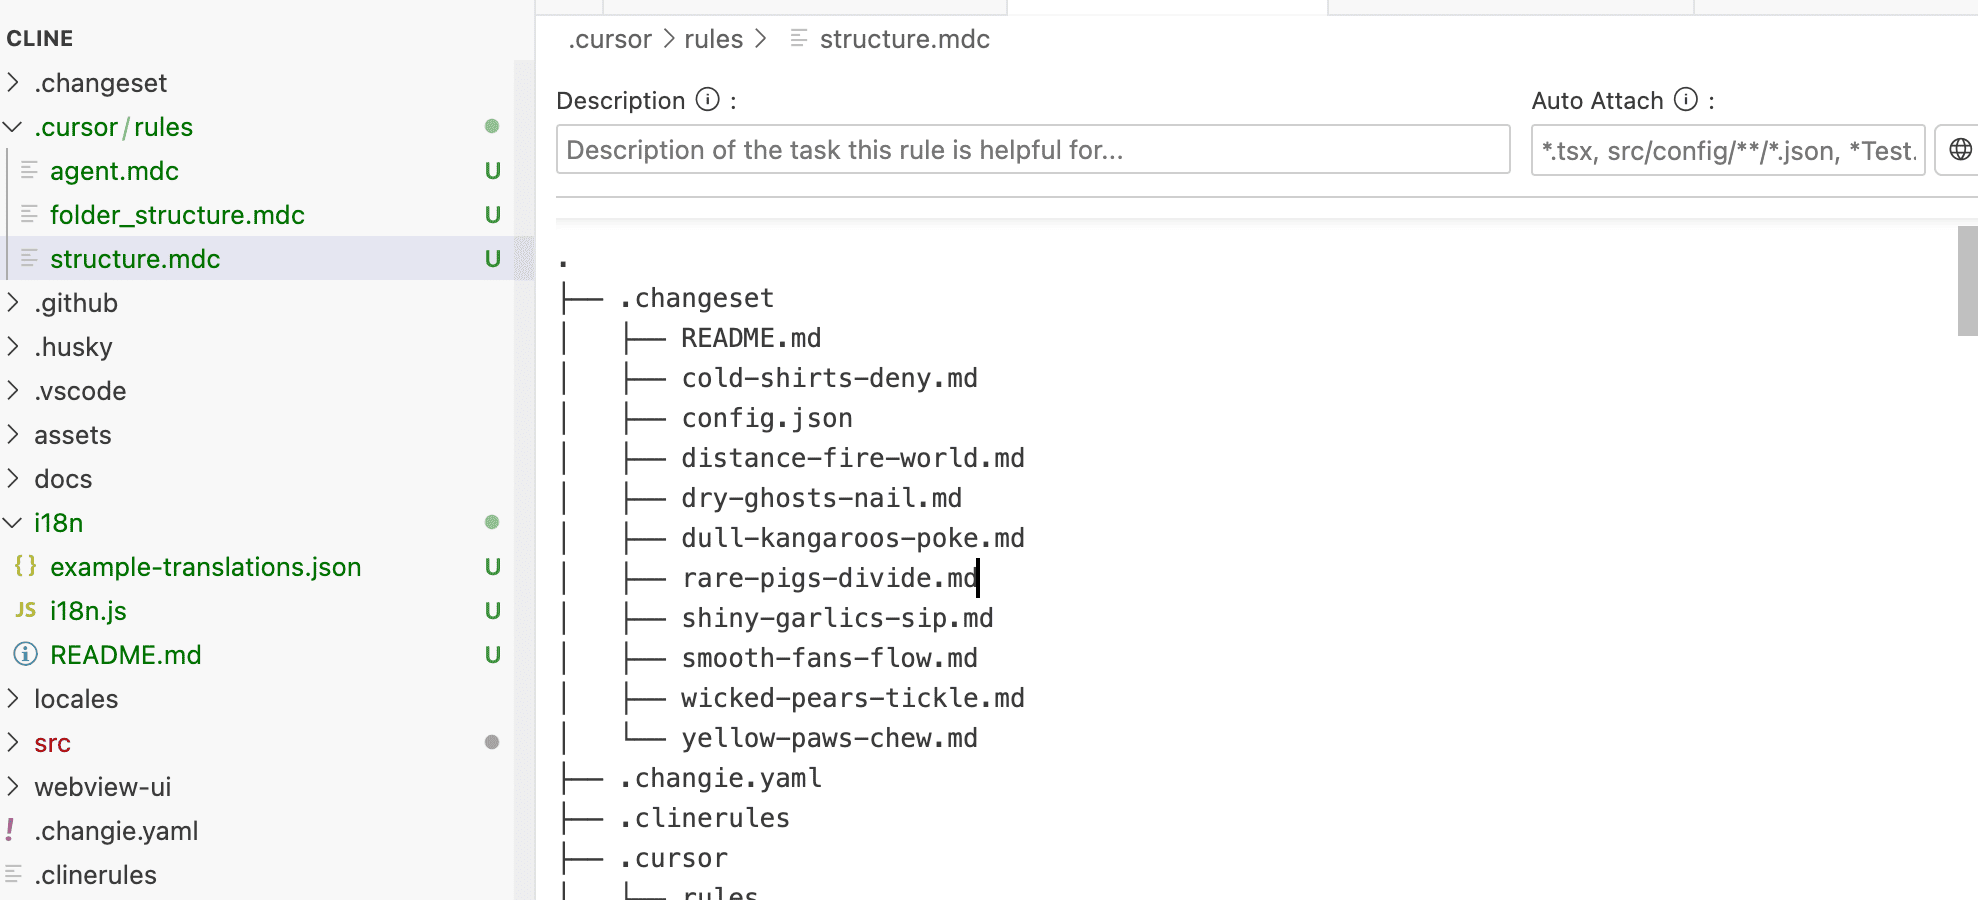 CLINE
.changeset
.cursor/rules
agent.mdc U
folder_structure.mdc U
structure.mdc U
.github
.husky
.vscode
assets
docs
i18n
{} example-translations.json U
JS i18n.js U
README.md U
locales
src
webview-ui
! .changie.yaml
.clinerules
.cursor > rules > structure.mdc
Description :
Description of the task this rule is helpful for...
Auto Attach :
*.tsx, src/config/**/*.json, *Test.
.
├── .changeset
│   ├── README.md
│   ├── cold-shirts-deny.md
│   ├── config.json
│   ├── distance-fire-world.md
│   ├── dry-ghosts-nail.md
│   ├── dull-kangaroos-poke.md
│   ├── rare-pigs-divide.md
│   ├── shiny-garlics-sip.md
│   ├── smooth-fans-flow.md
│   ├── wicked-pears-tickle.md
│   └── yellow-paws-chew.md
├── .changie.yaml
├── .clinerules
├── .cursor
│   └── rules